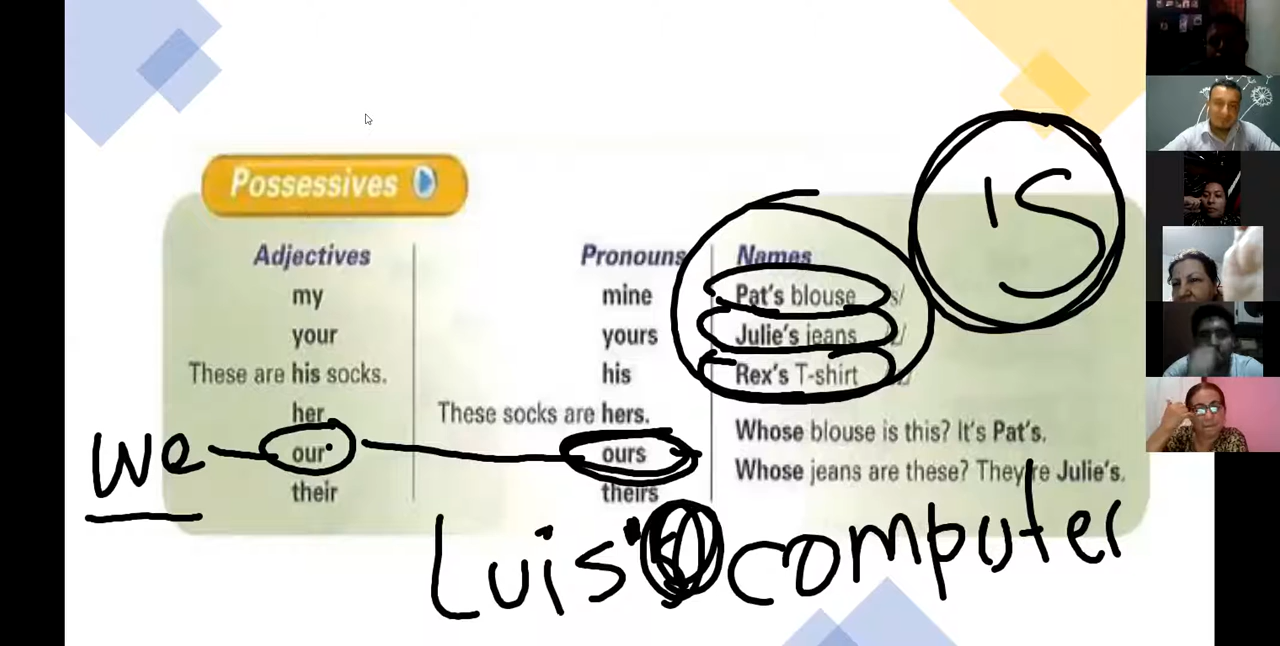 Possessives
Adjectives Pronouns Names
my mine Pat's blouse s/
your yours Julie's jeans
These are his socks. his Rex's T-shirt
her These socks are hers.
our ours Whose blouse is this? It's Pat's.
their theirs Whose jeans are these? They're Julie's.
's
we
Luis' computer